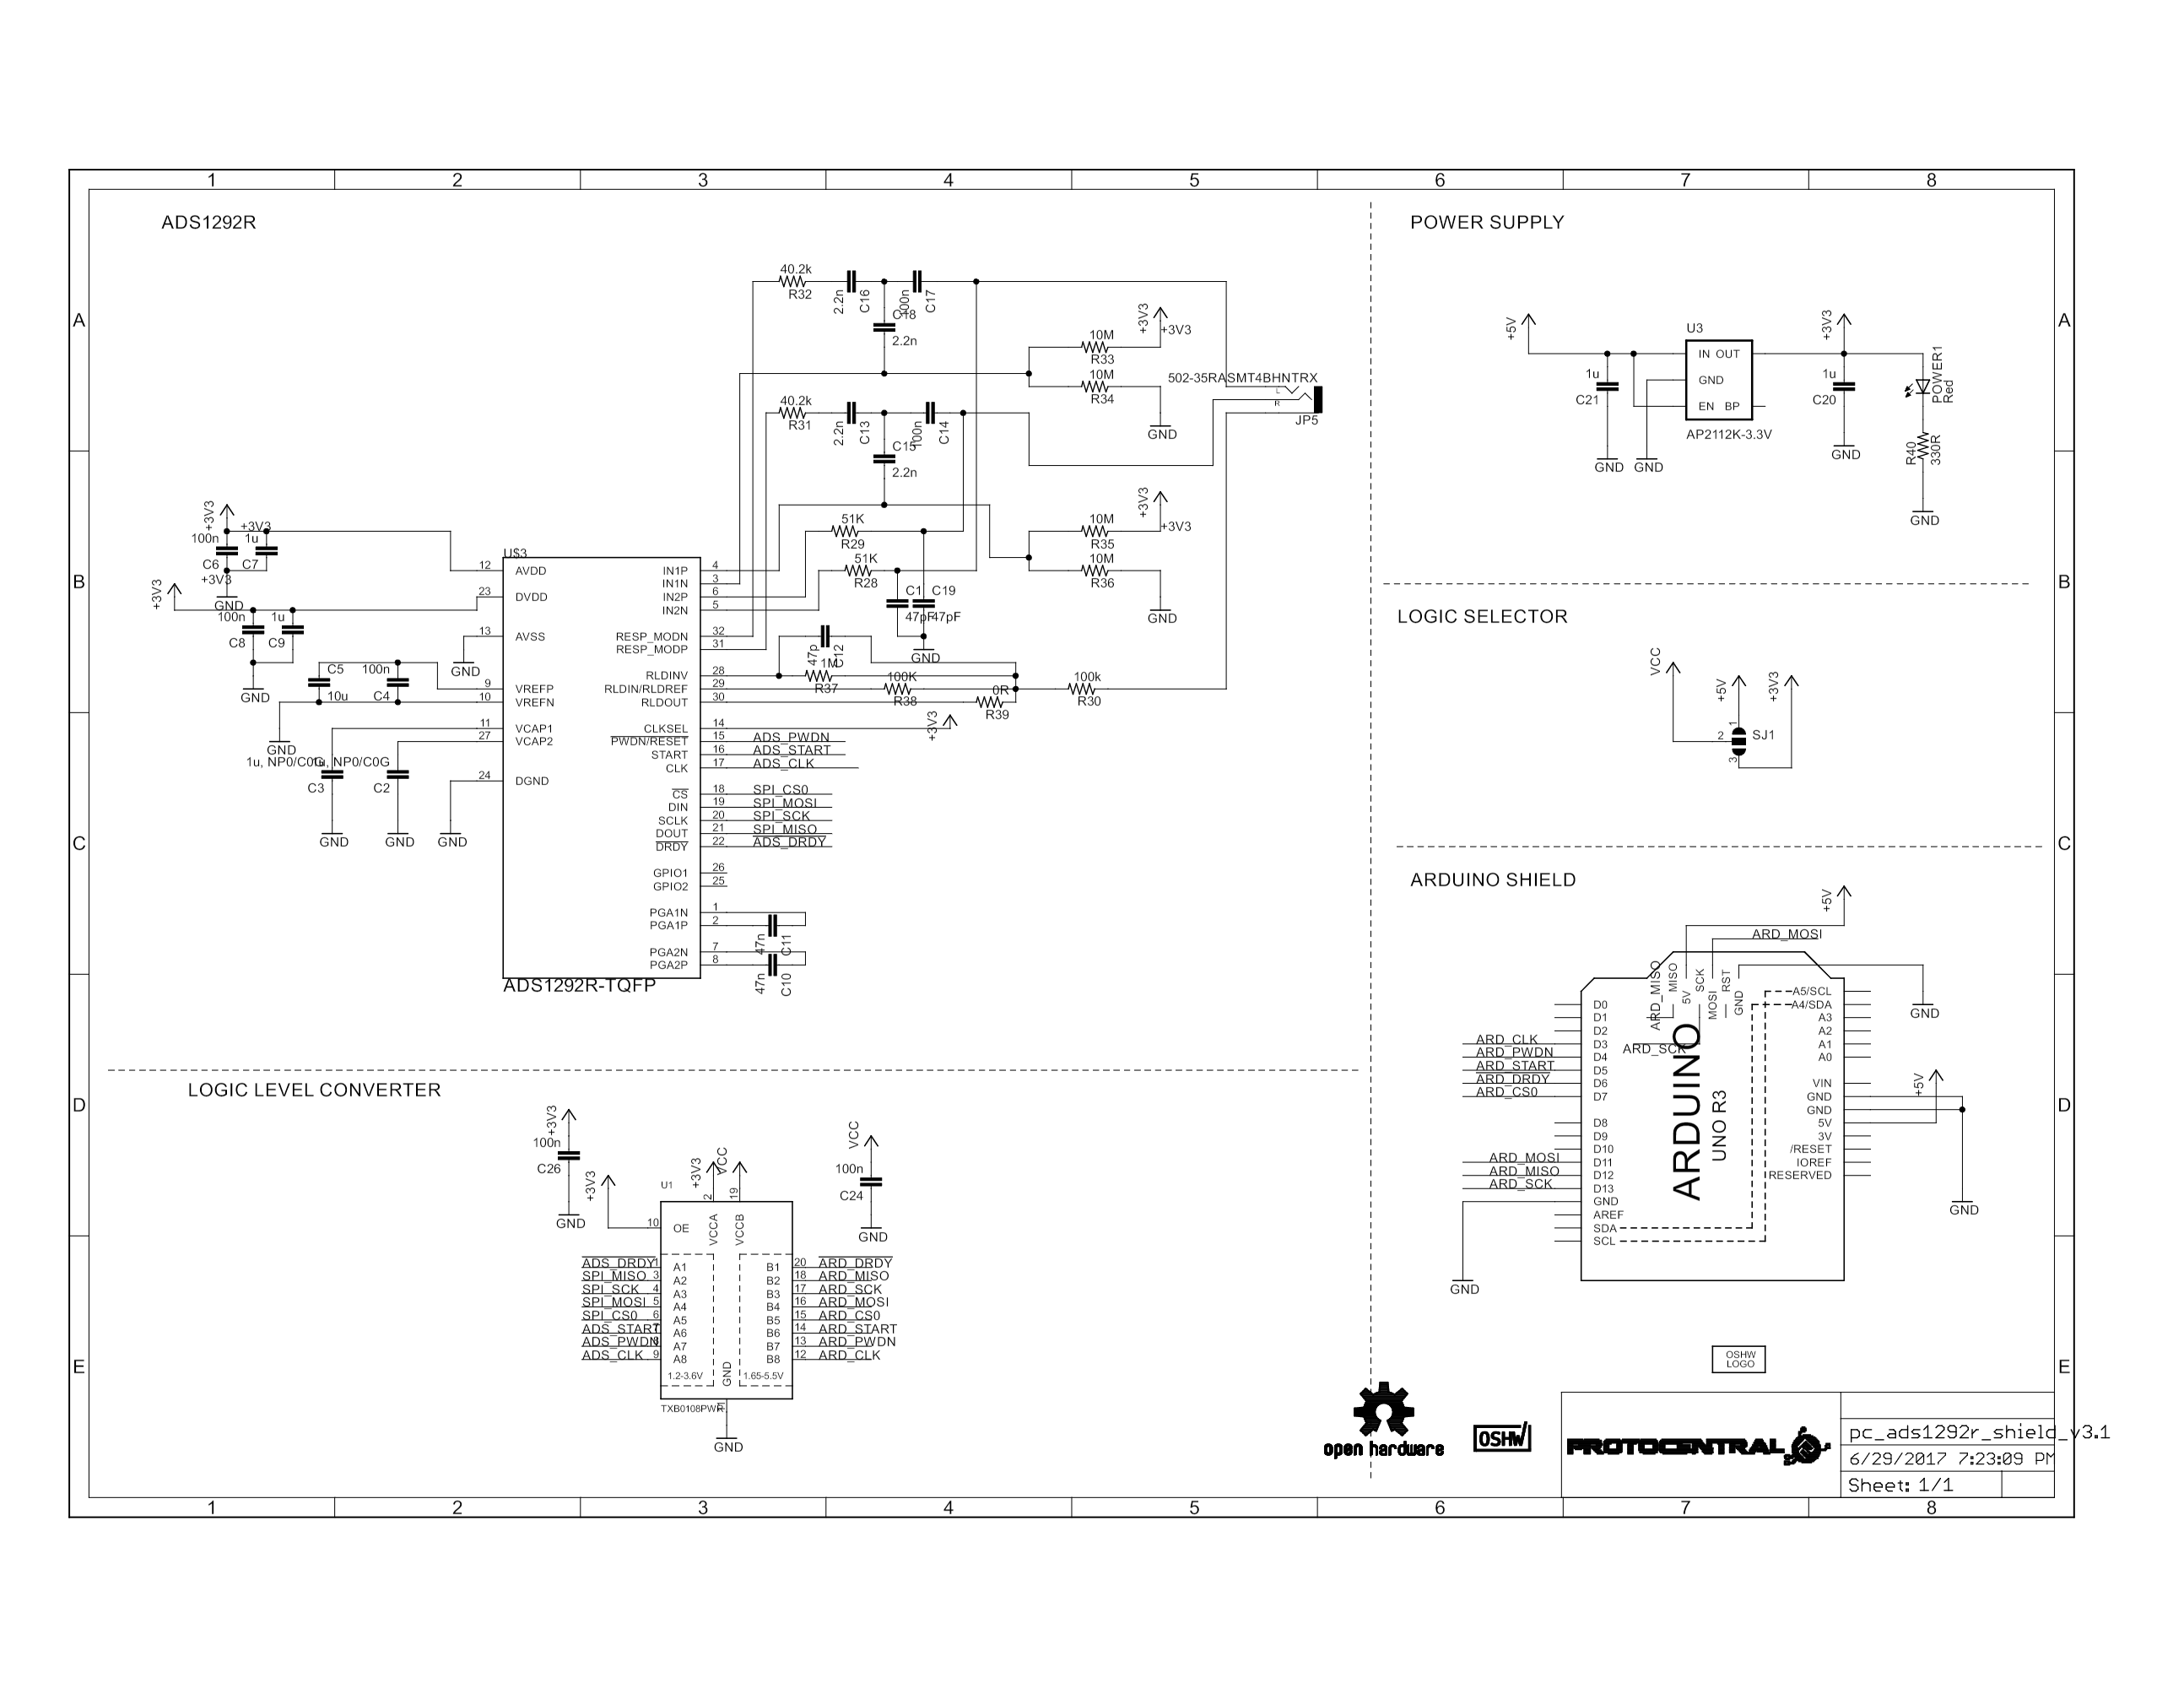 1 2 3 4 5 6 7 8
A
B
C
D
E
ADS1292R
40.2k
R32
2.2n
C16
100n
C17
C18
2.2n
+3V3
+3V3
10M
R33
10M
R34
GND
502-35RASMT4BHNTRX
L
R
JP5
40.2k
R31
2.2n
C13
100n
C14
C15
2.2n
+3V3
+3V3
10M
R35
10M
R36
GND
51K
R29
51K
R28
C1
C19
47pF
47pF
GND
+3V3
+3V3
100n
1u
C6
C7
+3V3
GND
+3V3
100n
1u
C8
C9
GND
C5
100n
10u
C4
GND
GND
1u, NP0/C0G
1u, NP0/C0G
C3
C2
GND
GND
GND
U$3
12 AVDD
23 DVDD
13 AVSS
9 VREFP
10 VREFN
11 VCAP1
27 VCAP2
24 DGND
IN1P 4
IN1N 3
IN2P 6
IN2N 5
RESP_MODN 32
RESP_MODP 31
RLDINV 28
RLDIN/RLDREF 29
RLDOUT 30
CLKSEL 14
PWDN/RESET 15 ADS_PWDN
START 16 ADS_START
CLK 17 ADS_CLK
CS 18 SPI_CS0
DIN 19 SPI_MOSI
SCLK 20 SPI_SCK
DOUT 21 SPI_MISO
DRDY 22 ADS_DRDY
GPIO1 26
GPIO2 25
PGA1N 1
PGA1P 2
PGA2N 7
PGA2P 8
ADS1292R-TQFP
47p
C12
1M
R37
100K
R38
0R
R39
100k
R30
+3V3
47n
C11
47n
C10
POWER SUPPLY
+5V
1u
C21
GND
GND
U3
IN OUT
GND
EN BP
AP2112K-3.3V
+3V3
1u
C20
GND
POWER1
Red
R40
330R
GND
LOGIC SELECTOR
VCC
+5V
+3V3
1
2
3
SJ1
ARDUINO SHIELD
+5V
ARD_MOSI
ARD_MISO
MISO
5V
SCK
MOSI
RST
GND
ARD_SCK
GND
ARDUINO
UNO R3
D0
D1
D2
ARD_CLK D3
ARD_PWDN D4
ARD_START D5
ARD_DRDY D6
ARD_CS0 D7
D8
D9
D10
ARD_MOSI D11
ARD_MISO D12
ARD_SCK D13
GND
AREF
SDA
SCL
GND
A5/SCL
A4/SDA
A3
A2
A1
A0
VIN
GND
GND
5V
3V
/RESET
IOREF
RESERVED
+5V
GND
LOGIC LEVEL CONVERTER
+3V3
100n
C26
GND
+3V3
U1
+3V3
VCC
2
19
10 OE
VCCA
VCCB
VCC
100n
C24
GND
ADS_DRDY 1 A1 B1 20 ARD_DRDY
SPI_MISO 3 A2 B2 18 ARD_MISO
SPI_SCK 4 A3 B3 17 ARD_SCK
SPI_MOSI 5 A4 B4 16 ARD_MOSI
SPI_CS0 6 A5 B5 15 ARD_CS0
ADS_START 7 A6 B6 14 ARD_START
ADS_PWDN 8 A7 B7 13 ARD_PWDN
ADS_CLK 9 A8 B8 12 ARD_CLK
1.2-3.6V
GND
1.65-5.5V
TXB0108PWR
11
GND
OSHW
LOGO
open hardware
OSHW
PROTOCENTRAL
pc_ads1292r_shield_v3.1
6/29/2017 7:23:09 PM
Sheet: 1/1
A
B
C
D
E
1 2 3 4 5 6 7 8